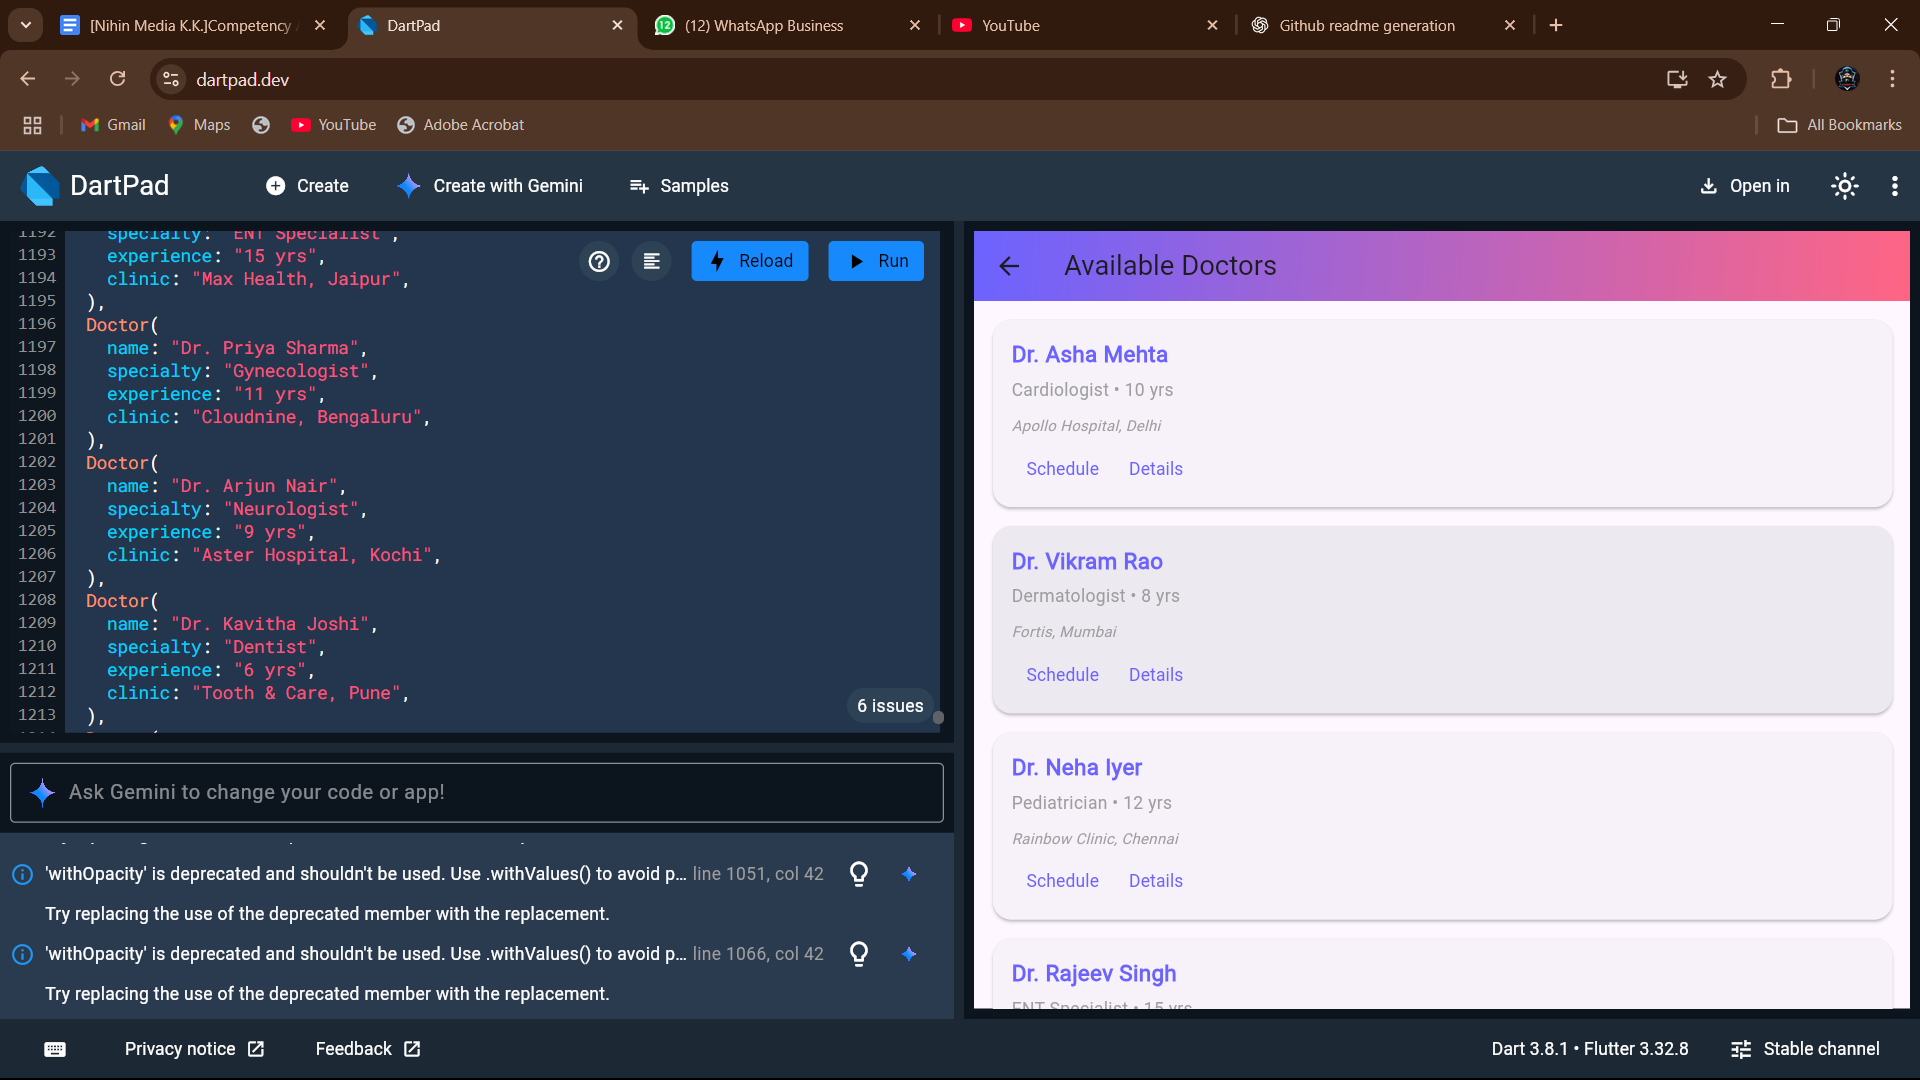 [Nihin Media K.K.]Competency
DartPad
(12) WhatsApp Business
YouTube
Github readme generation
dartpad.dev
Gmail
Maps
YouTube
Adobe Acrobat
All Bookmarks
DartPad
Create
Create with Gemini
Samples
Open in
1192 specialty: "ENT Specialist",
1193 experience: "15 yrs",
1194 clinic: "Max Health, Jaipur",
1195 ),
1196 Doctor(
1197 name: "Dr. Priya Sharma",
1198 specialty: "Gynecologist",
1199 experience: "11 yrs",
1200 clinic: "Cloudnine, Bengaluru",
1201 ),
1202 Doctor(
1203 name: "Dr. Arjun Nair",
1204 specialty: "Neurologist",
1205 experience: "9 yrs",
1206 clinic: "Aster Hospital, Kochi",
1207 ),
1208 Doctor(
1209 name: "Dr. Kavitha Joshi",
1210 specialty: "Dentist",
1211 experience: "6 yrs",
1212 clinic: "Tooth & Care, Pune",
1213 ),
Reload
Run
6 issues
Ask Gemini to change your code or app!
'withOpacity' is deprecated and shouldn't be used. Use .withValues() to avoid p... line 1051, col 42
Try replacing the use of the deprecated member with the replacement.
'withOpacity' is deprecated and shouldn't be used. Use .withValues() to avoid p... line 1066, col 42
Try replacing the use of the deprecated member with the replacement.
Available Doctors
Dr. Asha Mehta
Cardiologist • 10 yrs
Apollo Hospital, Delhi
Schedule Details
Dr. Vikram Rao
Dermatologist • 8 yrs
Fortis, Mumbai
Schedule Details
Dr. Neha Iyer
Pediatrician • 12 yrs
Rainbow Clinic, Chennai
Schedule Details
Dr. Rajeev Singh
ENT Specialist • 15 yrs
Privacy notice
Feedback
Dart 3.8.1 • Flutter 3.32.8
Stable channel